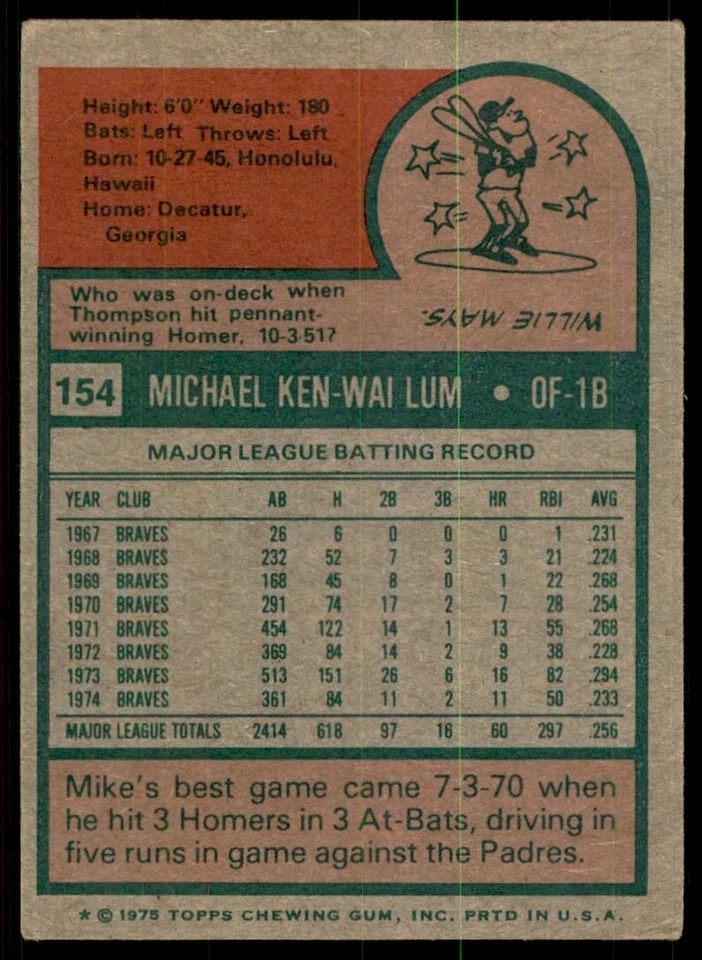 Height: 6'0" Weight: 180
Bats: Left Throws: Left
Born: 10-27-45, Honolulu,
Hawaii
Home: Decatur,
Georgia
Who was on-deck when
Thompson hit pennant-
winning Homer, 10-3-51?
WILLIE MAYS.
154 MICHAEL KEN-WAI LUM • OF-1B
MAJOR LEAGUE BATTING RECORD
YEAR CLUB AB H 2B 3B HR RBI AVG
1967 BRAVES 26 6 0 0 0 1 .231
1968 BRAVES 232 52 7 3 3 21 .224
1969 BRAVES 168 45 8 0 1 22 .268
1970 BRAVES 291 74 17 2 7 28 .254
1971 BRAVES 454 122 14 1 13 55 .268
1972 BRAVES 369 84 14 2 9 38 .228
1973 BRAVES 513 151 26 6 16 82 .294
1974 BRAVES 361 84 11 2 11 50 .233
MAJOR LEAGUE TOTALS 2414 618 97 16 60 297 .256
Mike's best game came 7-3-70 when
he hit 3 Homers in 3 At-Bats, driving in
five runs in game against the Padres.
* © 1975 TOPPS CHEWING GUM, INC. PRTD IN U.S.A.